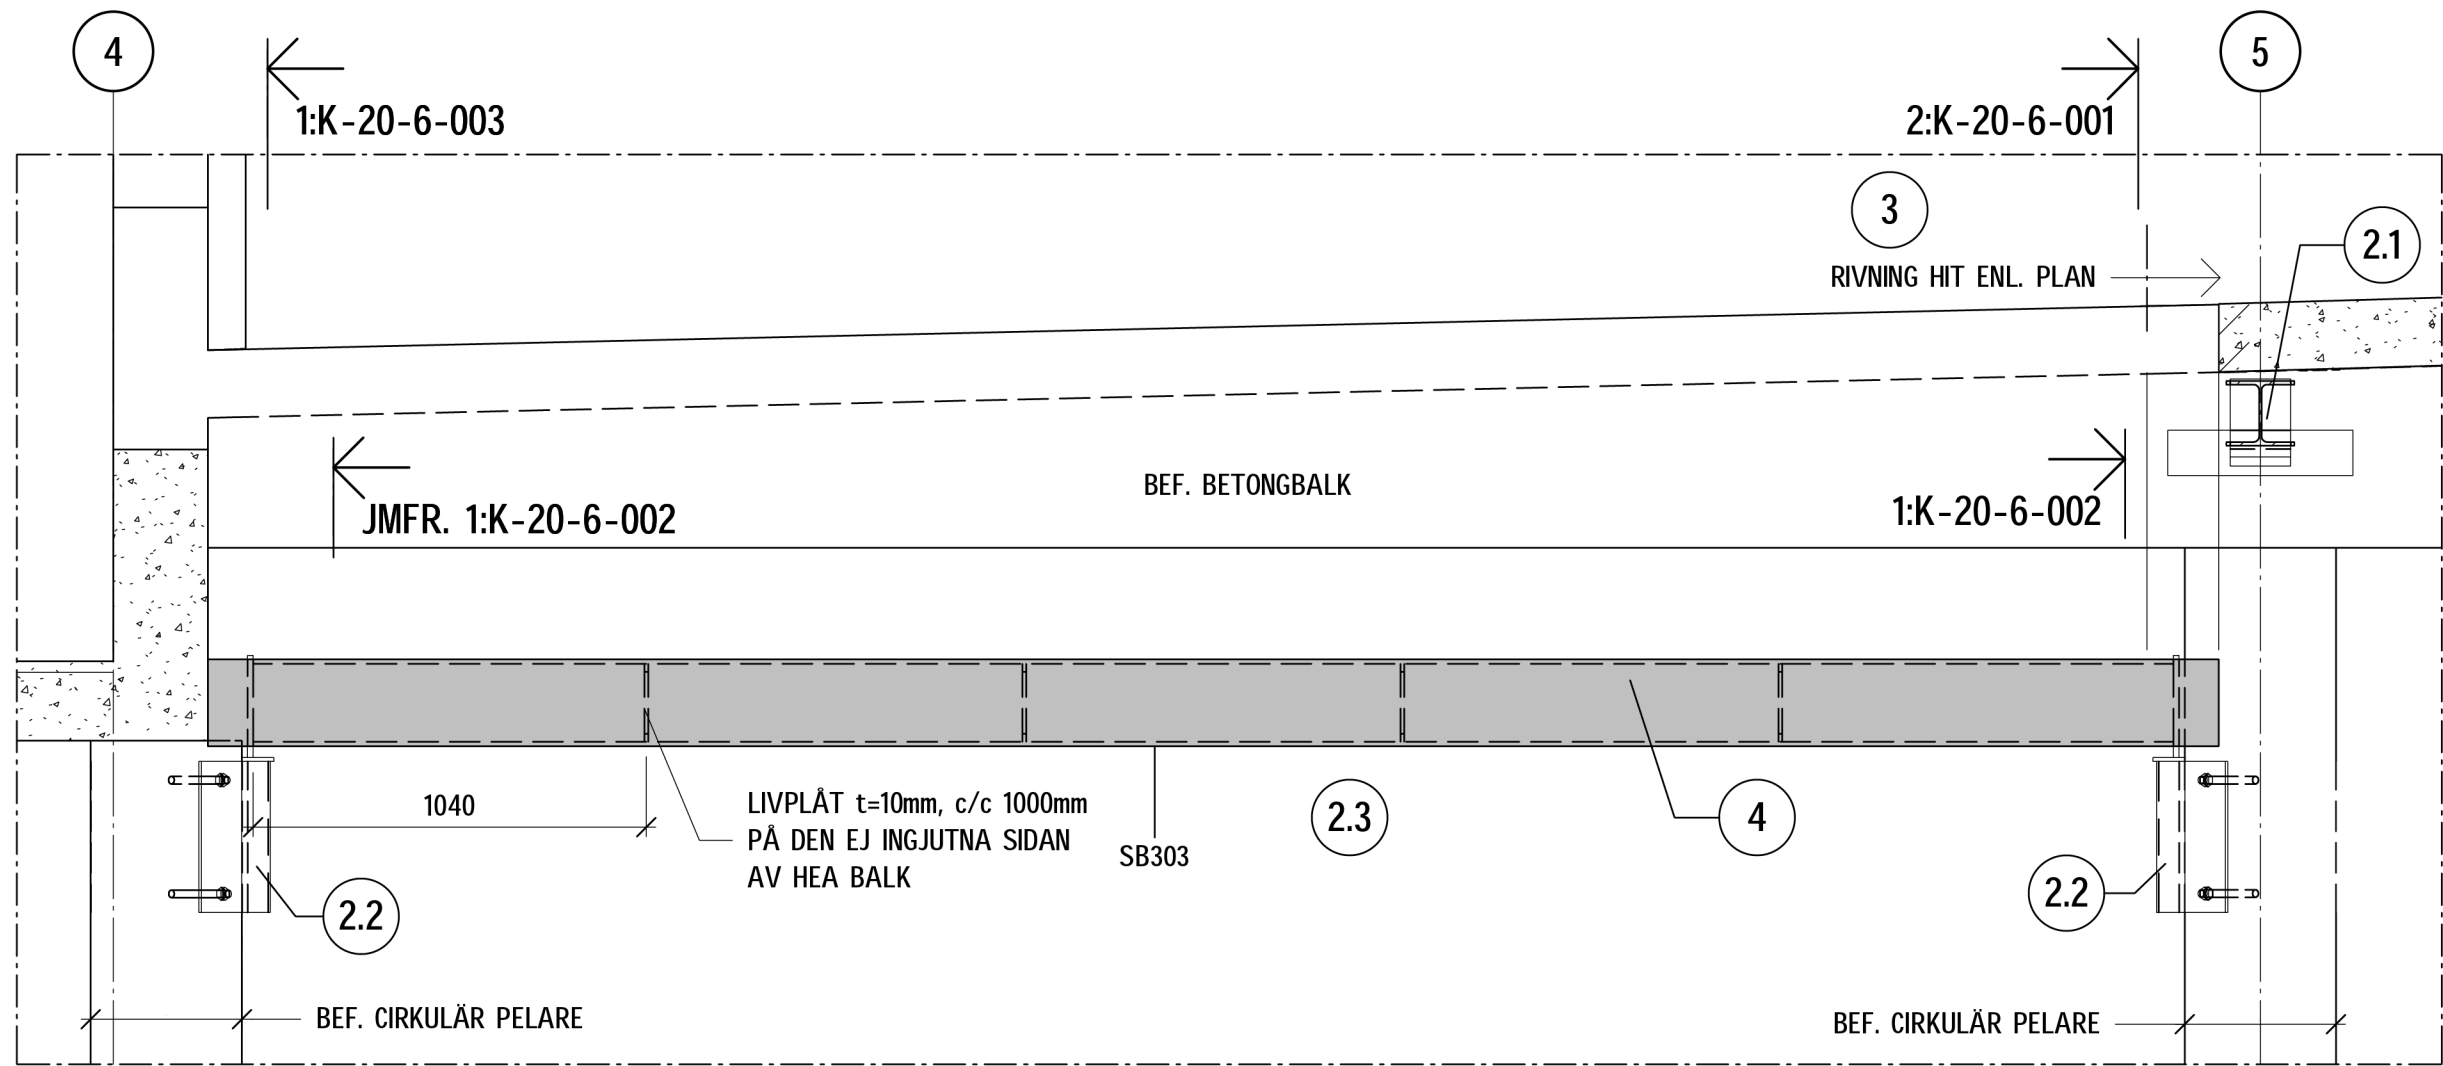 4
5
1:K-20-6-003
2:K-20-6-001
3
2.1
RIVNING HIT ENL. PLAN
BEF. BETONGBALK
JMFR. 1:K-20-6-002
1:K-20-6-002
1040
LIVPLÅT t=10mm, c/c 1000mm
PÅ DEN EJ INGJUTNA SIDAN
AV HEA BALK
SB303
2.3
4
2.2
2.2
BEF. CIRKULÄR PELARE
BEF. CIRKULÄR PELARE